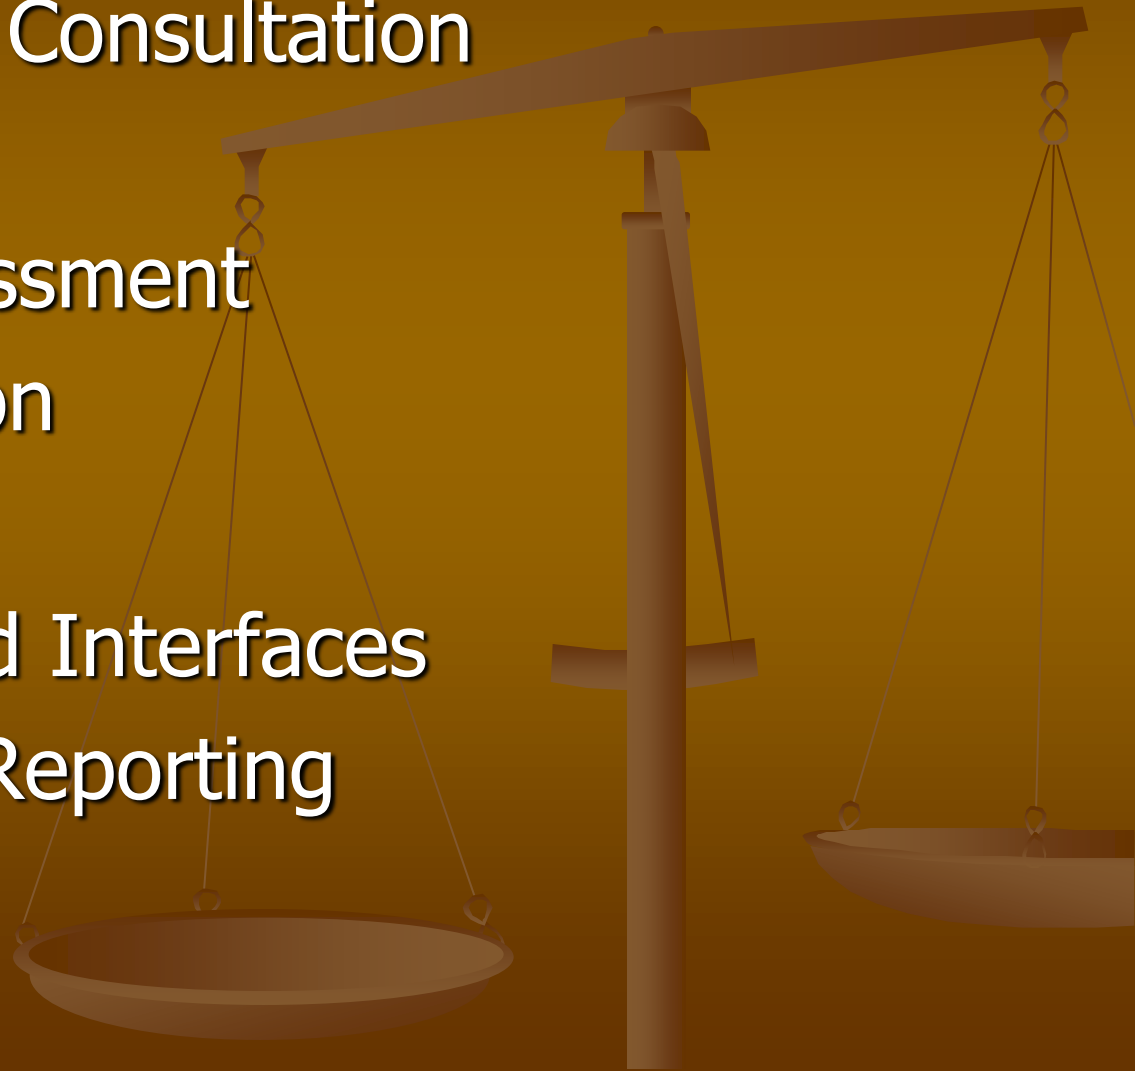 Consultation
ssment
on
d Interfaces
Reporting